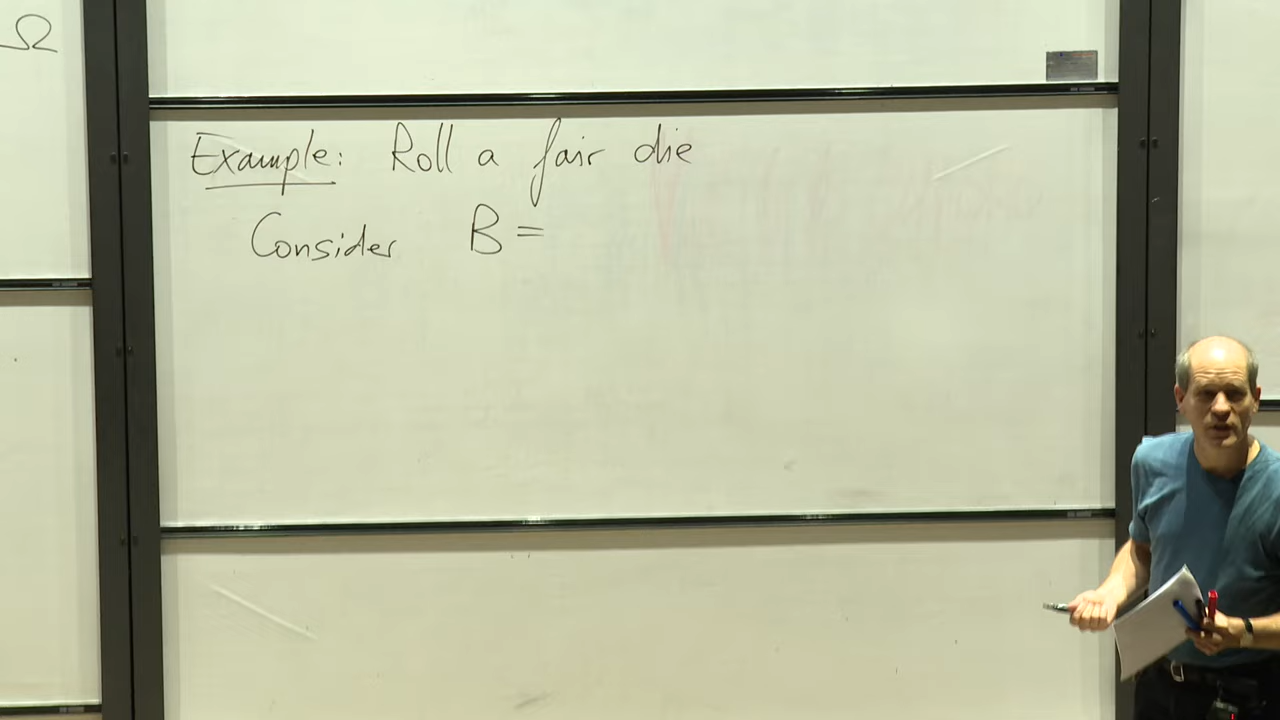 Ω
Example: Roll a fair die
Consider B =